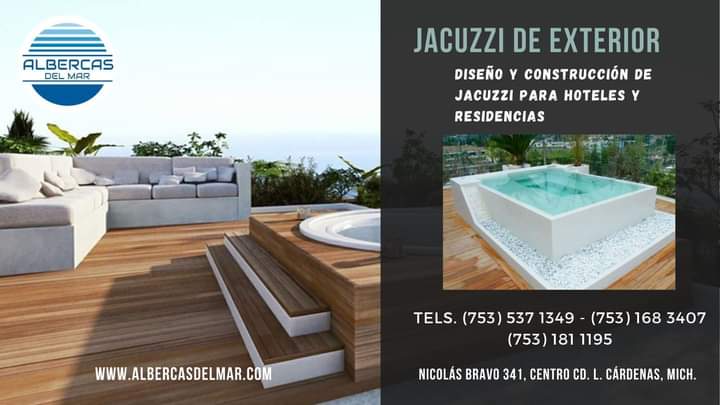 ALBERCAS
DEL MAR
JACUZZI DE EXTERIOR
DISEÑO Y CONSTRUCCIÓN DE
JACUZZI PARA HOTELES Y
RESIDENCIAS
TELS. (753) 537 1349 - (753) 168 3407
(753) 181 1195
WWW.ALBERCASDELMAR.COM
NICOLÁS BRAVO 341, CENTRO CD. L. CÁRDENAS, MICH.